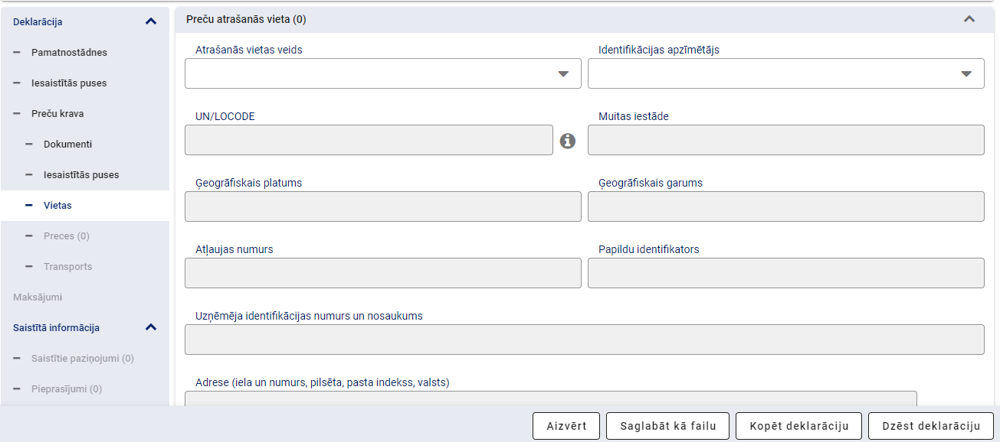 Deklarācija
Pamatnostādnes
Iesaistītās puses
Preču krava
Dokumenti
Iesaistītās puses
Vietas
Preces (0)
Transports
Maksājumi
Saistītā informācija
Saistītie paziņojumi (0)
Pieprasījumi (0)
Preču atrašanās vieta (0)
Atrašanās vietas veids
Identifikācijas apzīmētājs
UN/LOCODE
Muitas iestāde
Ģeogrāfiskais platums
Ģeogrāfiskais garums
Atļaujas numurs
Papildu identifikators
Uzņēmēja identifikācijas numurs un nosaukums
Adrese (iela un numurs, pilsēta, pasta indekss, valsts)
Aizvērt
Saglabāt kā failu
Kopēt deklarāciju
Dzēst deklarāciju